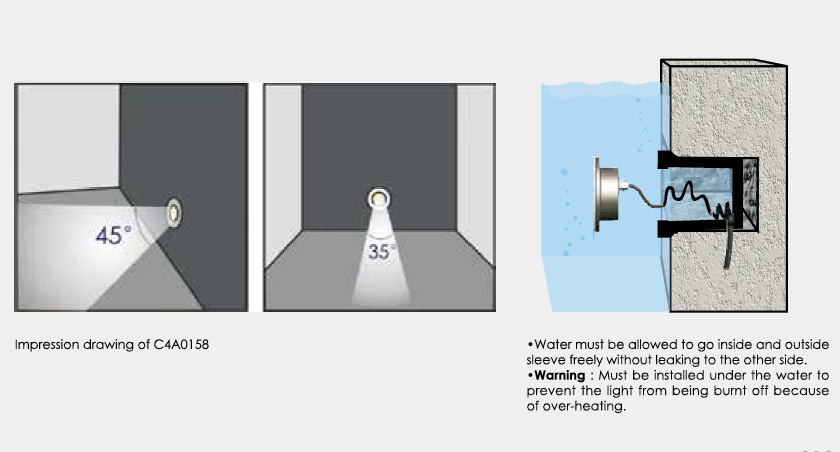 45°
35°
Impression drawing of C4A0158
•Water must be allowed to go inside and outside
sleeve freely without leaking to the other side.
•Warning : Must be installed under the water to
prevent the light from being burnt off because
of over-heating.